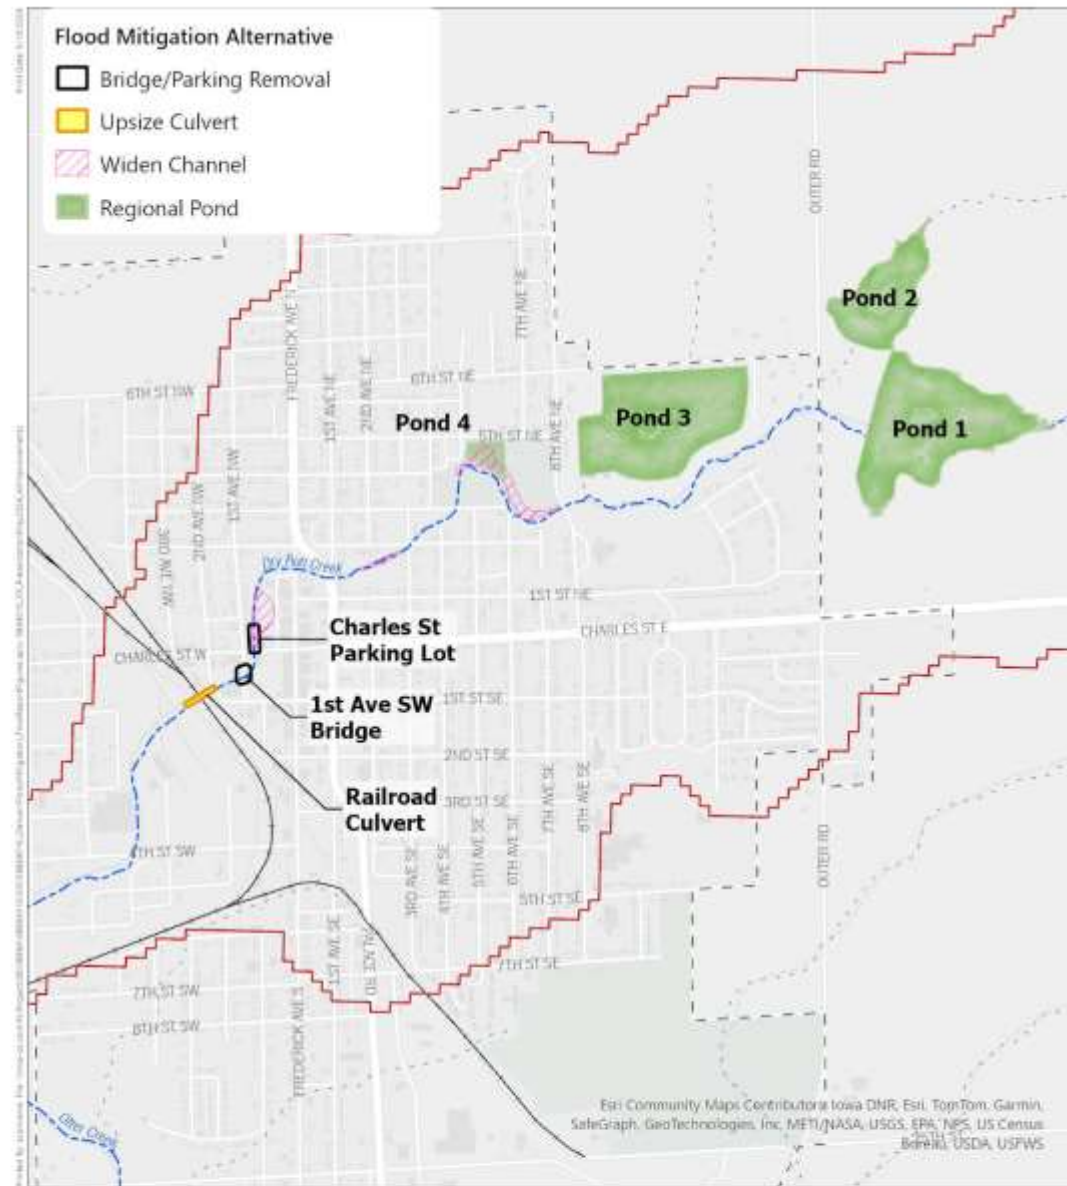 Flood Mitigation Alternative
Bridge/Parking Removal
Upsize Culvert
Widen Channel
Regional Pond
OUTER RD
7TH AVE NE
FREDERICK AVE N
Pond 2
6TH ST NE
6TH ST NW
1ST AVE NE
2ND AVE NE
Pond 4
Pond 3
Pond 1
5TH ST NE
8TH AVE NE
1ST AVE NW
2ND AVE NW
3RD AVE NW
Dry Run Creek
1ST ST NE
Charles St
Parking Lot
CHARLES ST E
CHARLES ST W
1ST ST SE
1st Ave SW
Bridge
2ND ST SE
Railroad
Culvert
3RD ST SE
7TH AVE SE
8TH AVE SE
4TH ST SW
3RD AVE SE
4TH AVE SE
5TH AVE SE
6TH AVE SE
OUTER RD
5TH ST SE
1ST AVE SE
7TH ST SE
7TH ST SW
8TH ST SW
FREDERICK AVE S
Otter Creek
Esri Community Maps Contributors, Iowa DNR, Esri, TomTom, Garmin,
SafeGraph, GeoTechnologies, Inc, METI/NASA, USGS, EPA, NPS, US Census
Bureau, USDA, USFWS